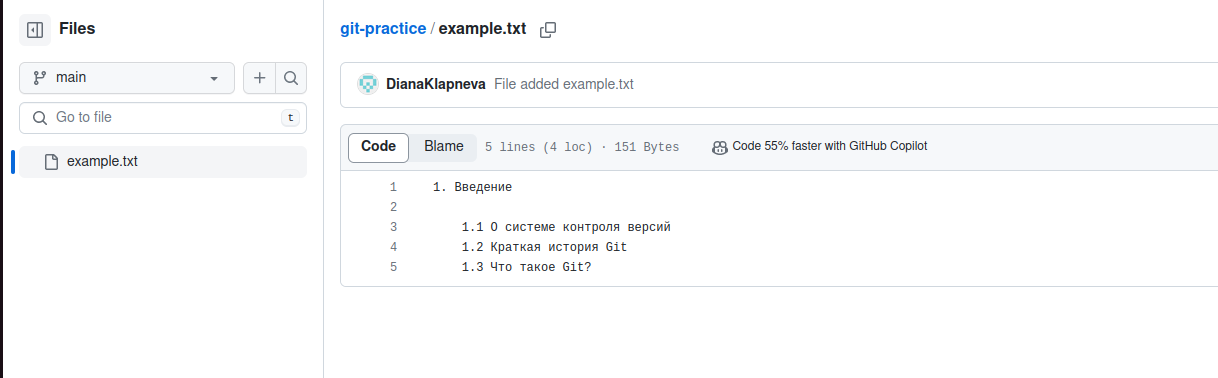 Files
main
Go to file
t
example.txt
git-practice / example.txt
DianaKlapneva File added example.txt
Code Blame 5 lines (4 loc) · 151 Bytes Code 55% faster with GitHub Copilot
1 1. Введение
2
3 1.1 О системе контроля версий
4 1.2 Краткая история Git
5 1.3 Что такое Git?